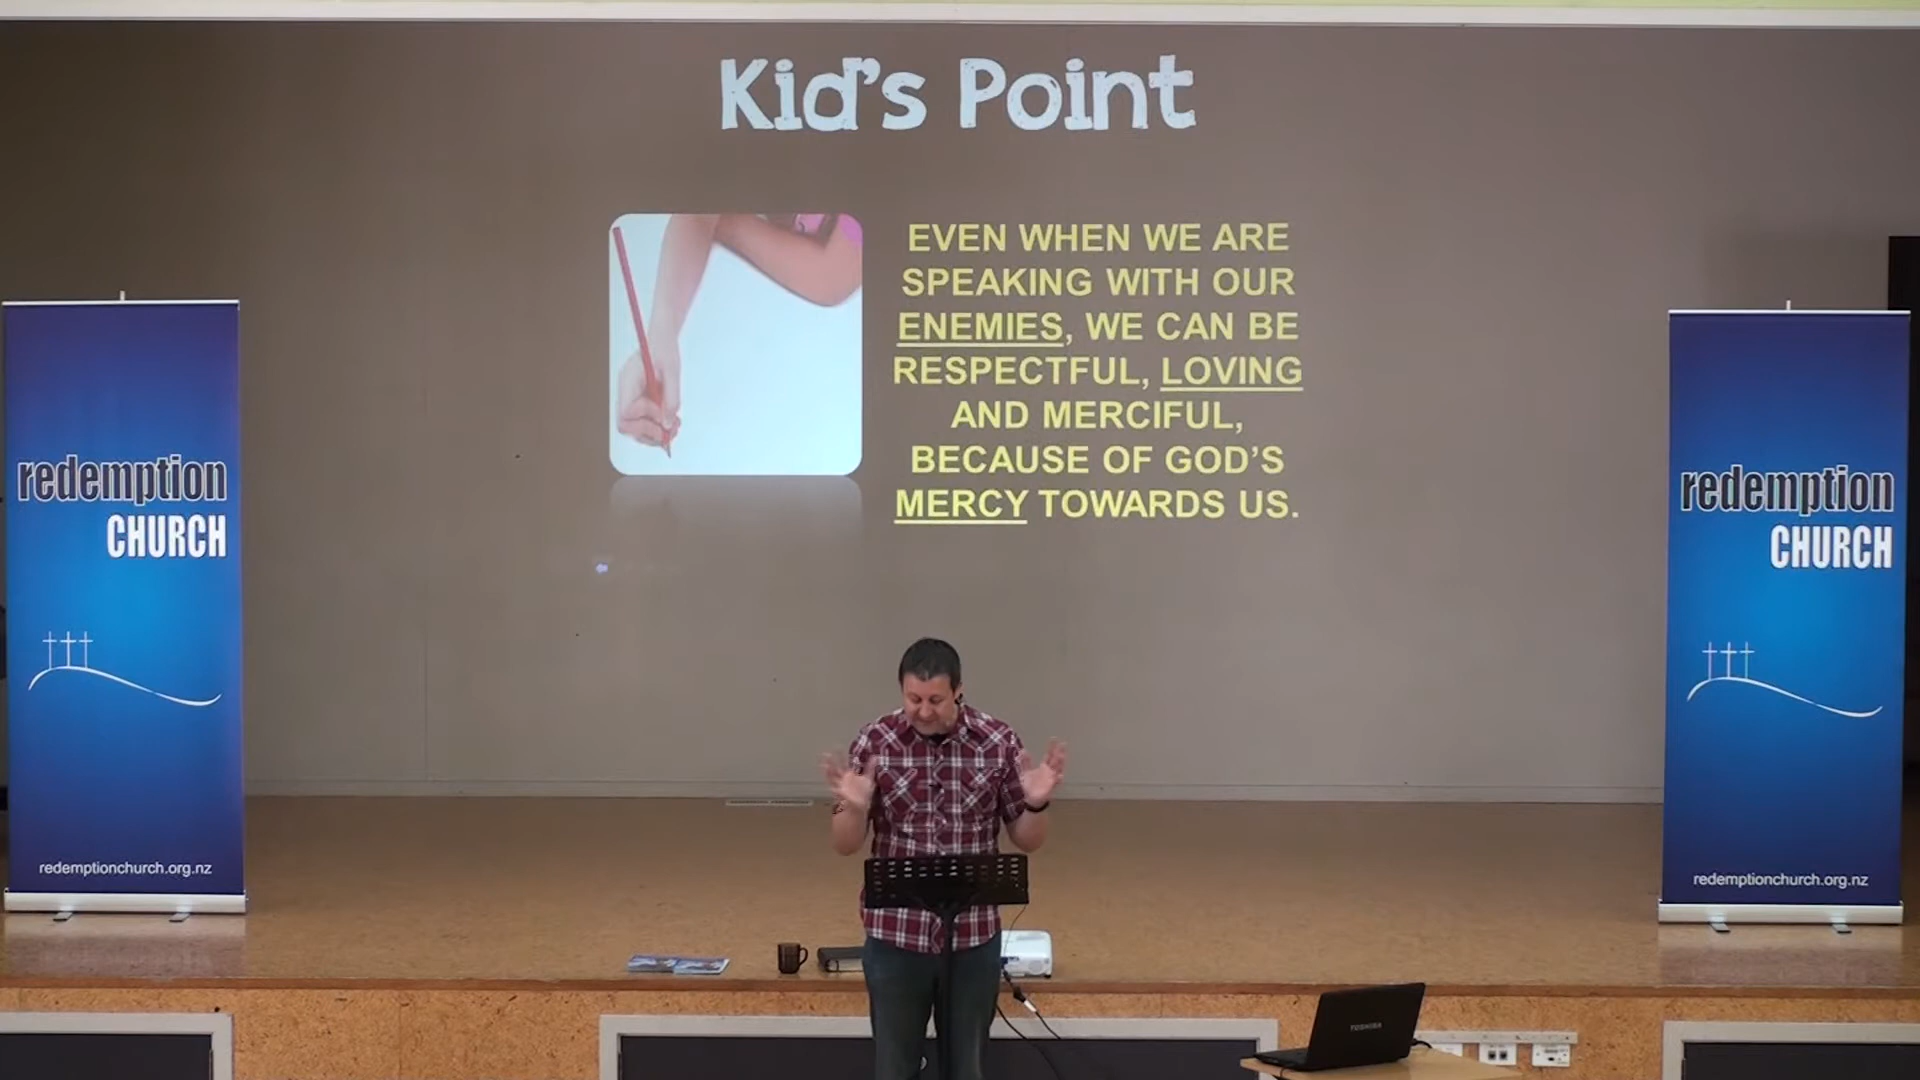 Kid's Point
EVEN WHEN WE ARE
SPEAKING WITH OUR
ENEMIES, WE CAN BE
RESPECTFUL, LOVING
AND MERCIFUL,
BECAUSE OF GOD'S
MERCY TOWARDS US.
redemption
CHURCH
redemptionchurch.org.nz
redemption
CHURCH
redemptionchurch.org.nz
TOSHIBA